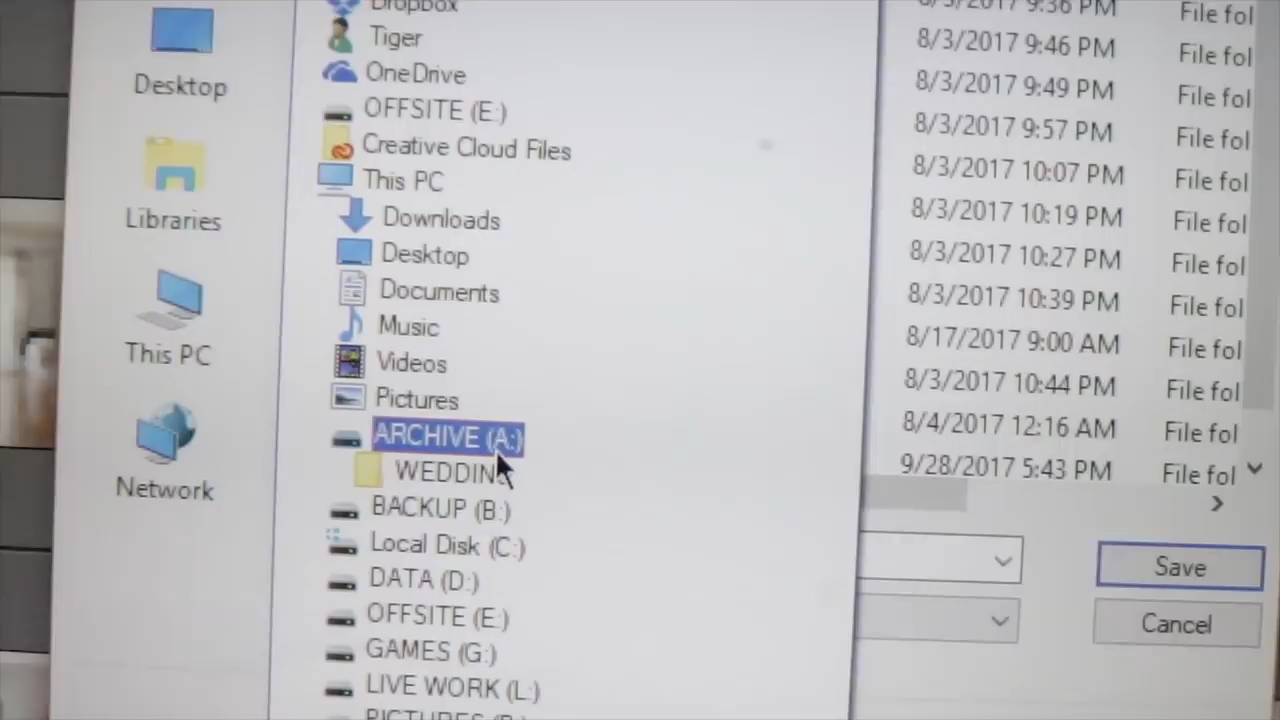 Desktop
Libraries
This PC
Network
Dropbox
Tiger
OneDrive
OFFSITE (E:)
Creative Cloud Files
This PC
Downloads
Desktop
Documents
Music
Videos
Pictures
ARCHIVE (A:)
WEDDING
BACKUP (B:)
Local Disk (C:)
DATA (D:)
OFFSITE (E:)
GAMES (G:)
LIVE WORK (L:)
8/3/2017 9:36 PM File fol
8/3/2017 9:46 PM File fol
8/3/2017 9:49 PM File fol
8/3/2017 9:57 PM File fol
8/3/2017 10:07 PM File fol
8/3/2017 10:19 PM File fol
8/3/2017 10:27 PM File fol
8/3/2017 10:39 PM File fol
8/17/2017 9:00 AM File fol
8/3/2017 10:44 PM File fol
8/4/2017 12:16 AM File fol
9/28/2017 5:43 PM File fol
Save
Cancel